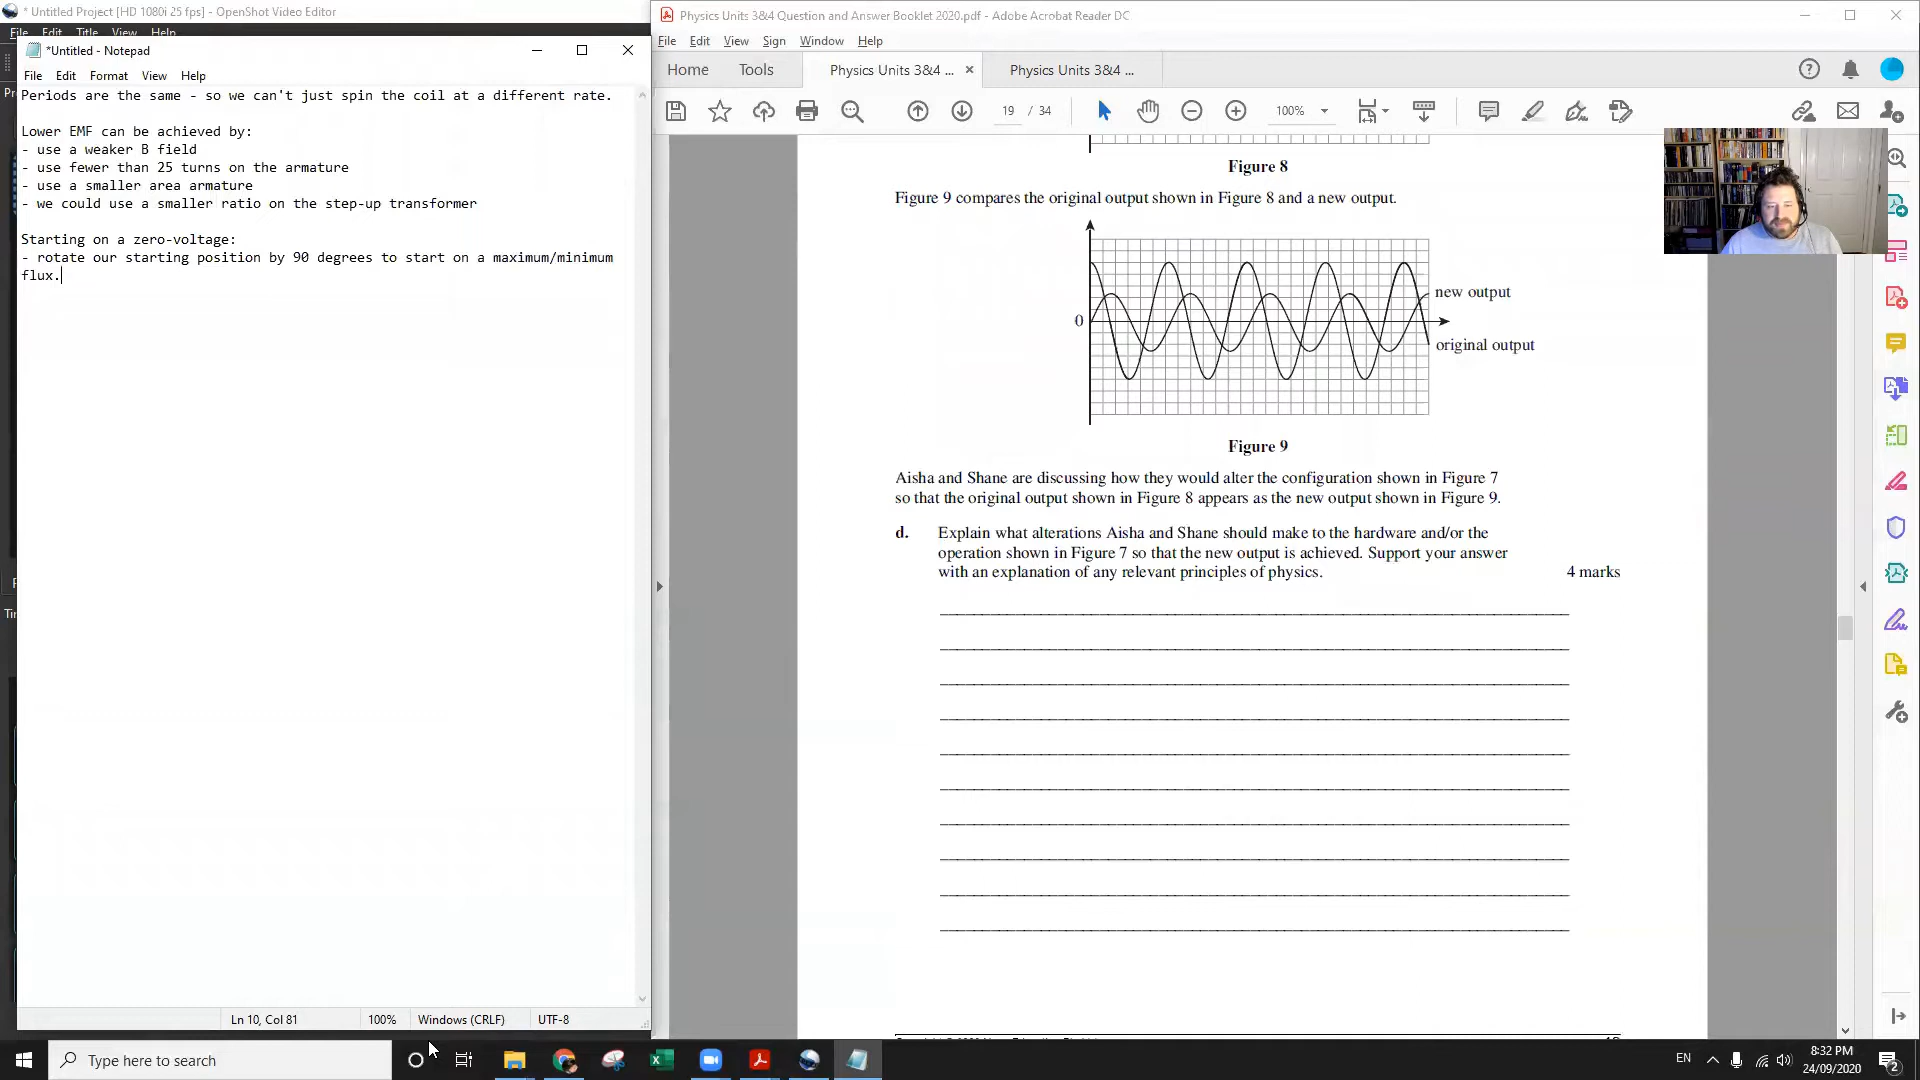 * Untitled Project [HD 1080i 25 fps] - OpenShot Video Editor
File Edit Title View Help
*Untitled - Notepad
File Edit Format View Help
Periods are the same - so we can't just spin the coil at a different rate.
Lower EMF can be achieved by:
- use a weaker B field
- use fewer than 25 turns on the armature
- use a smaller area armature
- we could use a smaller ratio on the step-up transformer
Starting on a zero-voltage:
- rotate our starting position by 90 degrees to start on a maximum/minimum
flux.
Ln 10, Col 81 100% Windows (CRLF) UTF-8
Physics Units 3&4 Question and Answer Booklet 2020.pdf - Adobe Acrobat Reader DC
File Edit View Sign Window Help
Home Tools Physics Units 3&4 ... Physics Units 3&4 ...
19 / 34 100%
Figure 8
Figure 9 compares the original output shown in Figure 8 and a new output.
new output
0
original output
Figure 9
Aisha and Shane are discussing how they would alter the configuration shown in Figure 7
so that the original output shown in Figure 8 appears as the new output shown in Figure 9.
d. Explain what alterations Aisha and Shane should make to the hardware and/or the
operation shown in Figure 7 so that the new output is achieved. Support your answer
with an explanation of any relevant principles of physics. 4 marks
Type here to search
EN
8:32 PM
24/09/2020
2